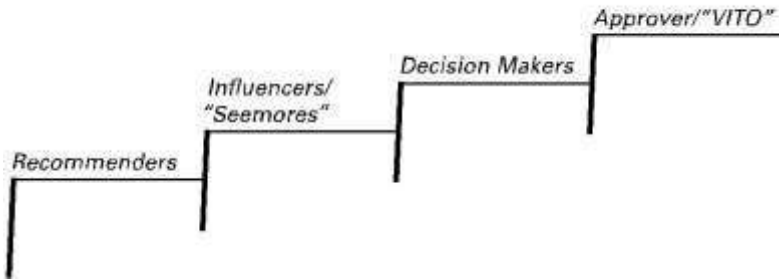 Approver/"VITO"
Decision Makers
Influencers/
"Seemores"
Recommenders